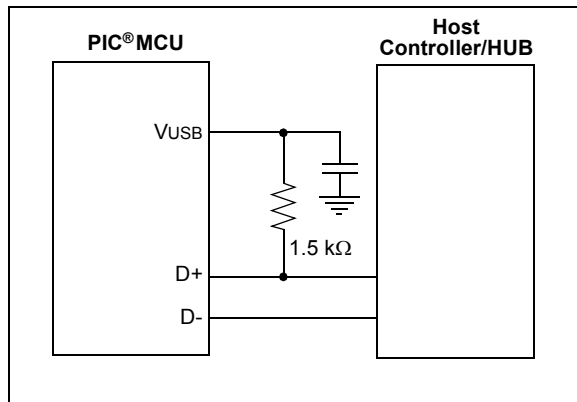 PIC® MCU
Host
Controller/HUB
VUSB
1.5 kΩ
D+
D-